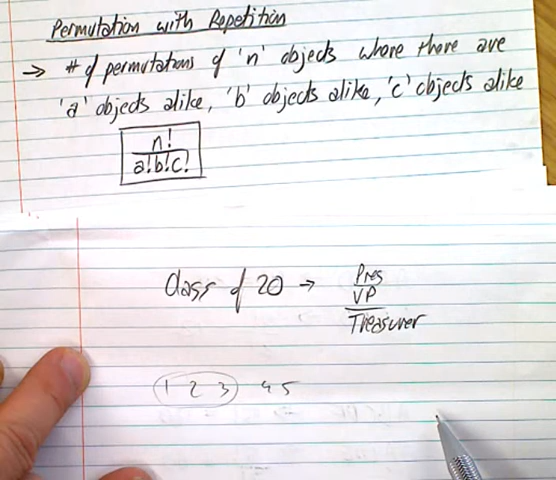 Permutation with Repetition
→ # of permutations of 'n' objects where there are
'a' objects alike, 'b' objects alike, 'c' objects alike
n!
a!b!c!
Class of 20 → Pres
VP
Treasurer
1 2 3 4 5